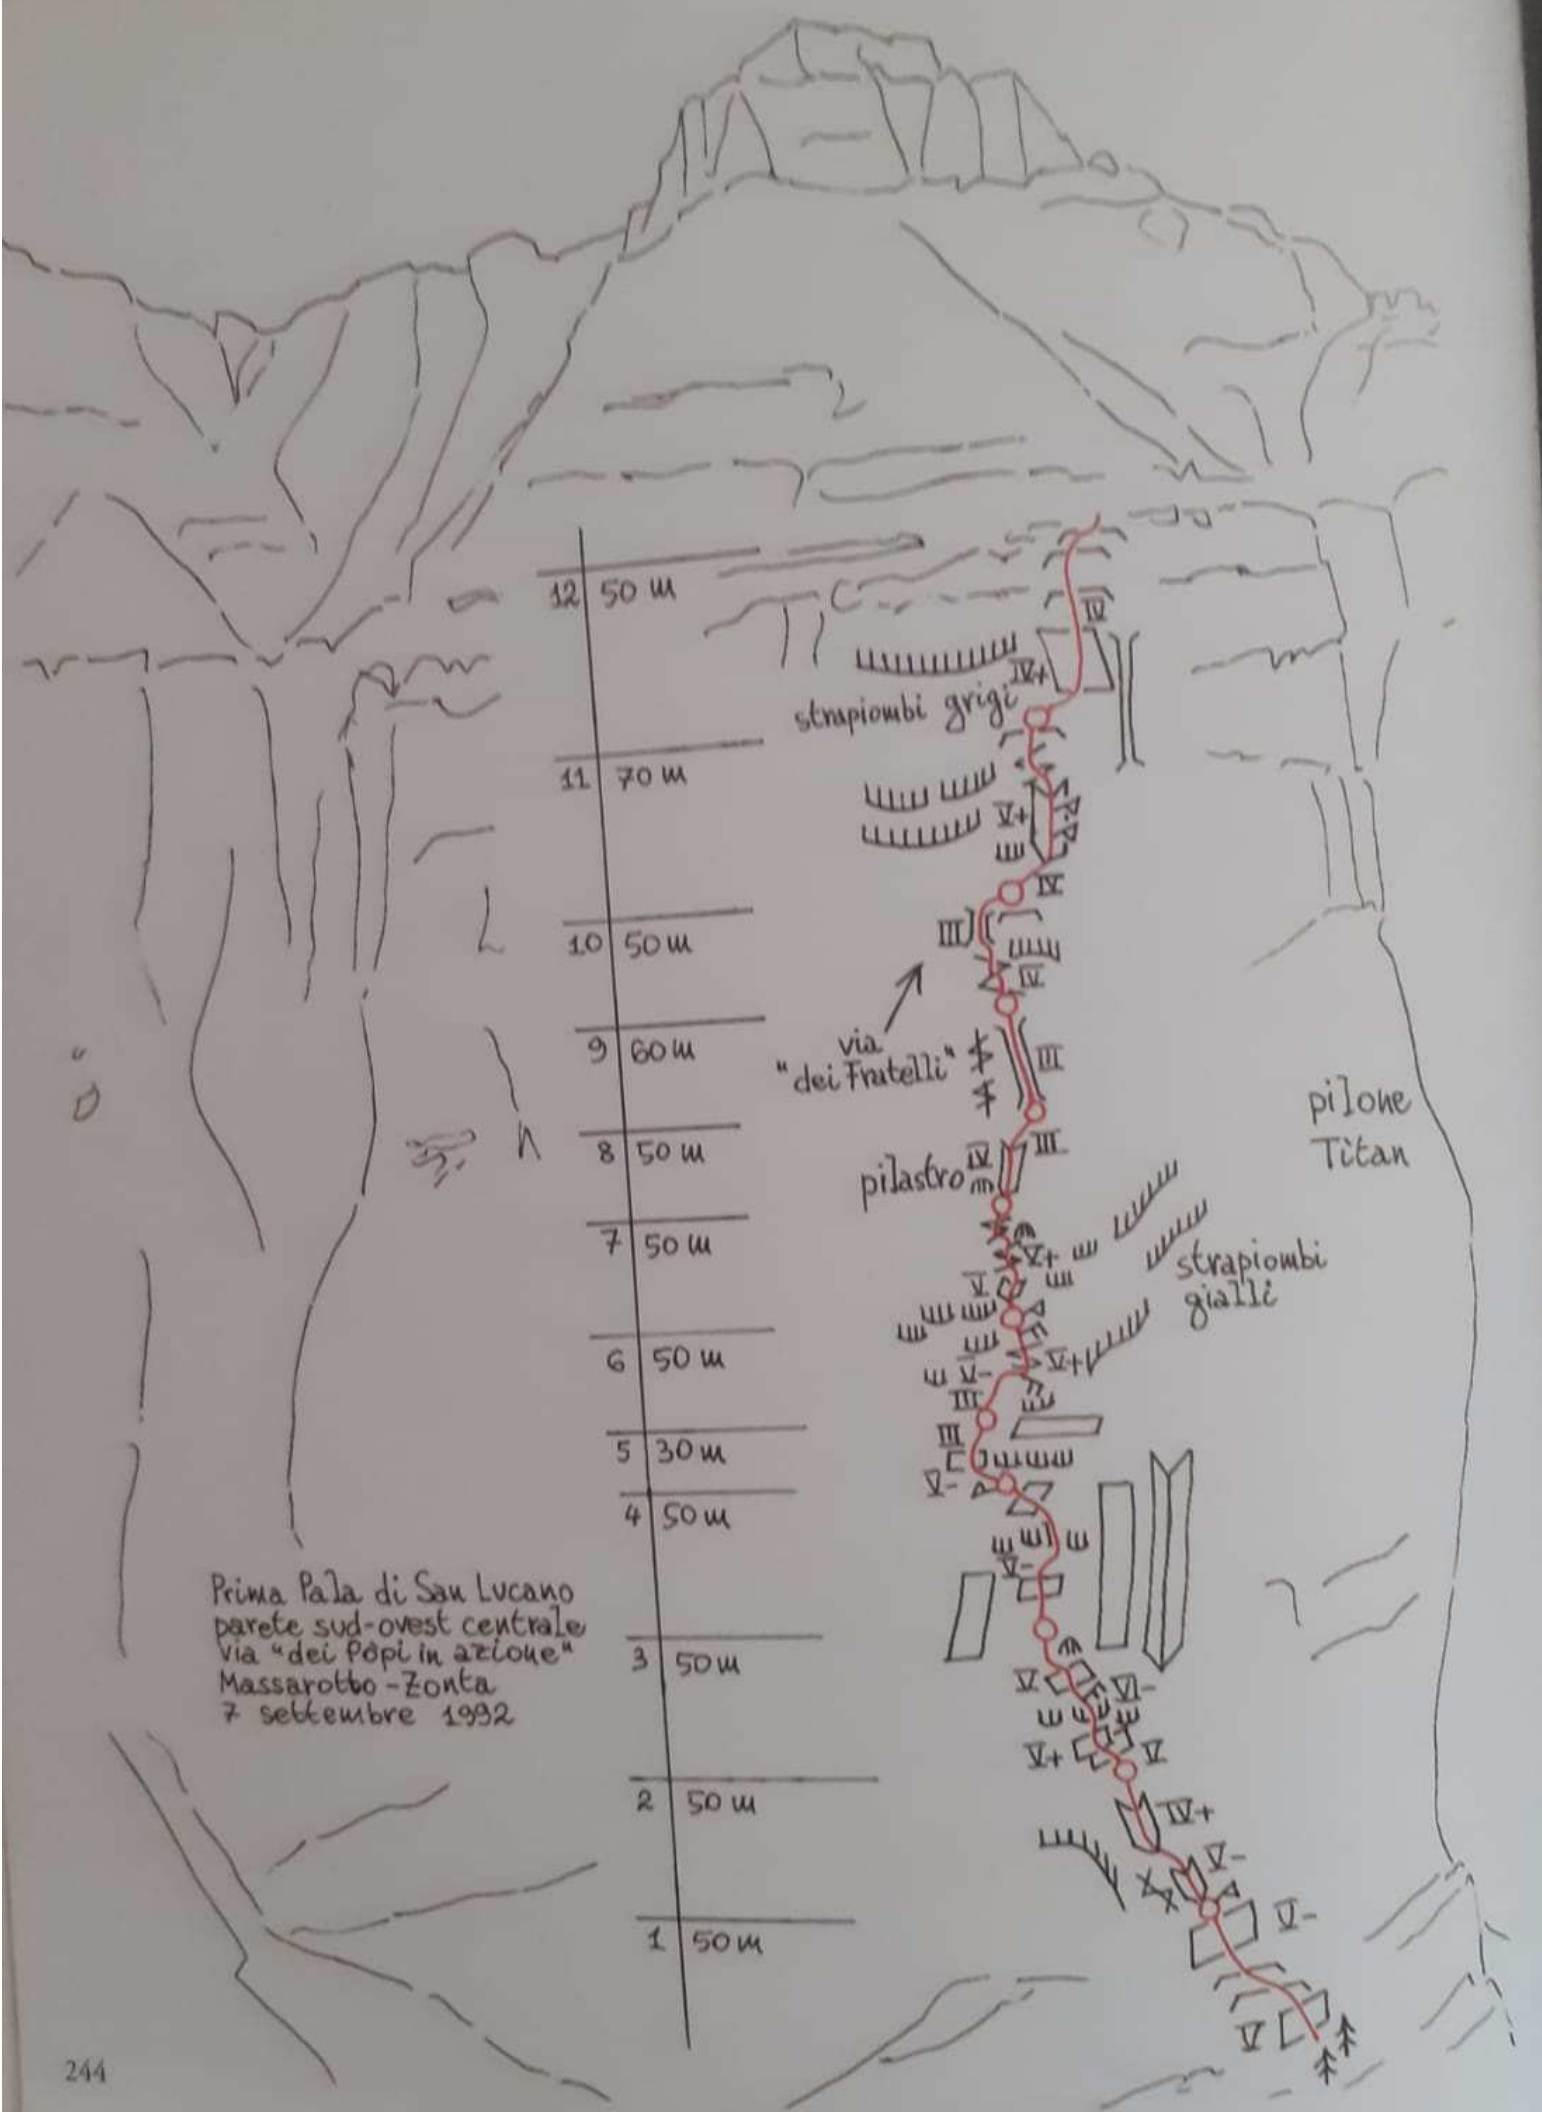 IV
12 50 m
IV+
strapiombi grigi
11 70 m
V+
IV
10 50 m
III
IV
via
"dei Fratelli"
III
9 60 m
pilone
Titan
III
8 50 m
IV
pilastro
7 50 m
V+
strapiombi
gialli
V
6 50 m
V+
V-
III
III
5 30 m
V-
4 50 m
V-
Prima Pala di San Lucano
parete sud-ovest centrale
via "dei Pòpi in azione"
Massarotto-Zonta
7 settembre 1992
3 50 m
V
VI-
V+
V
2 50 m
IV+
V-
V-
1 50 m
V
244